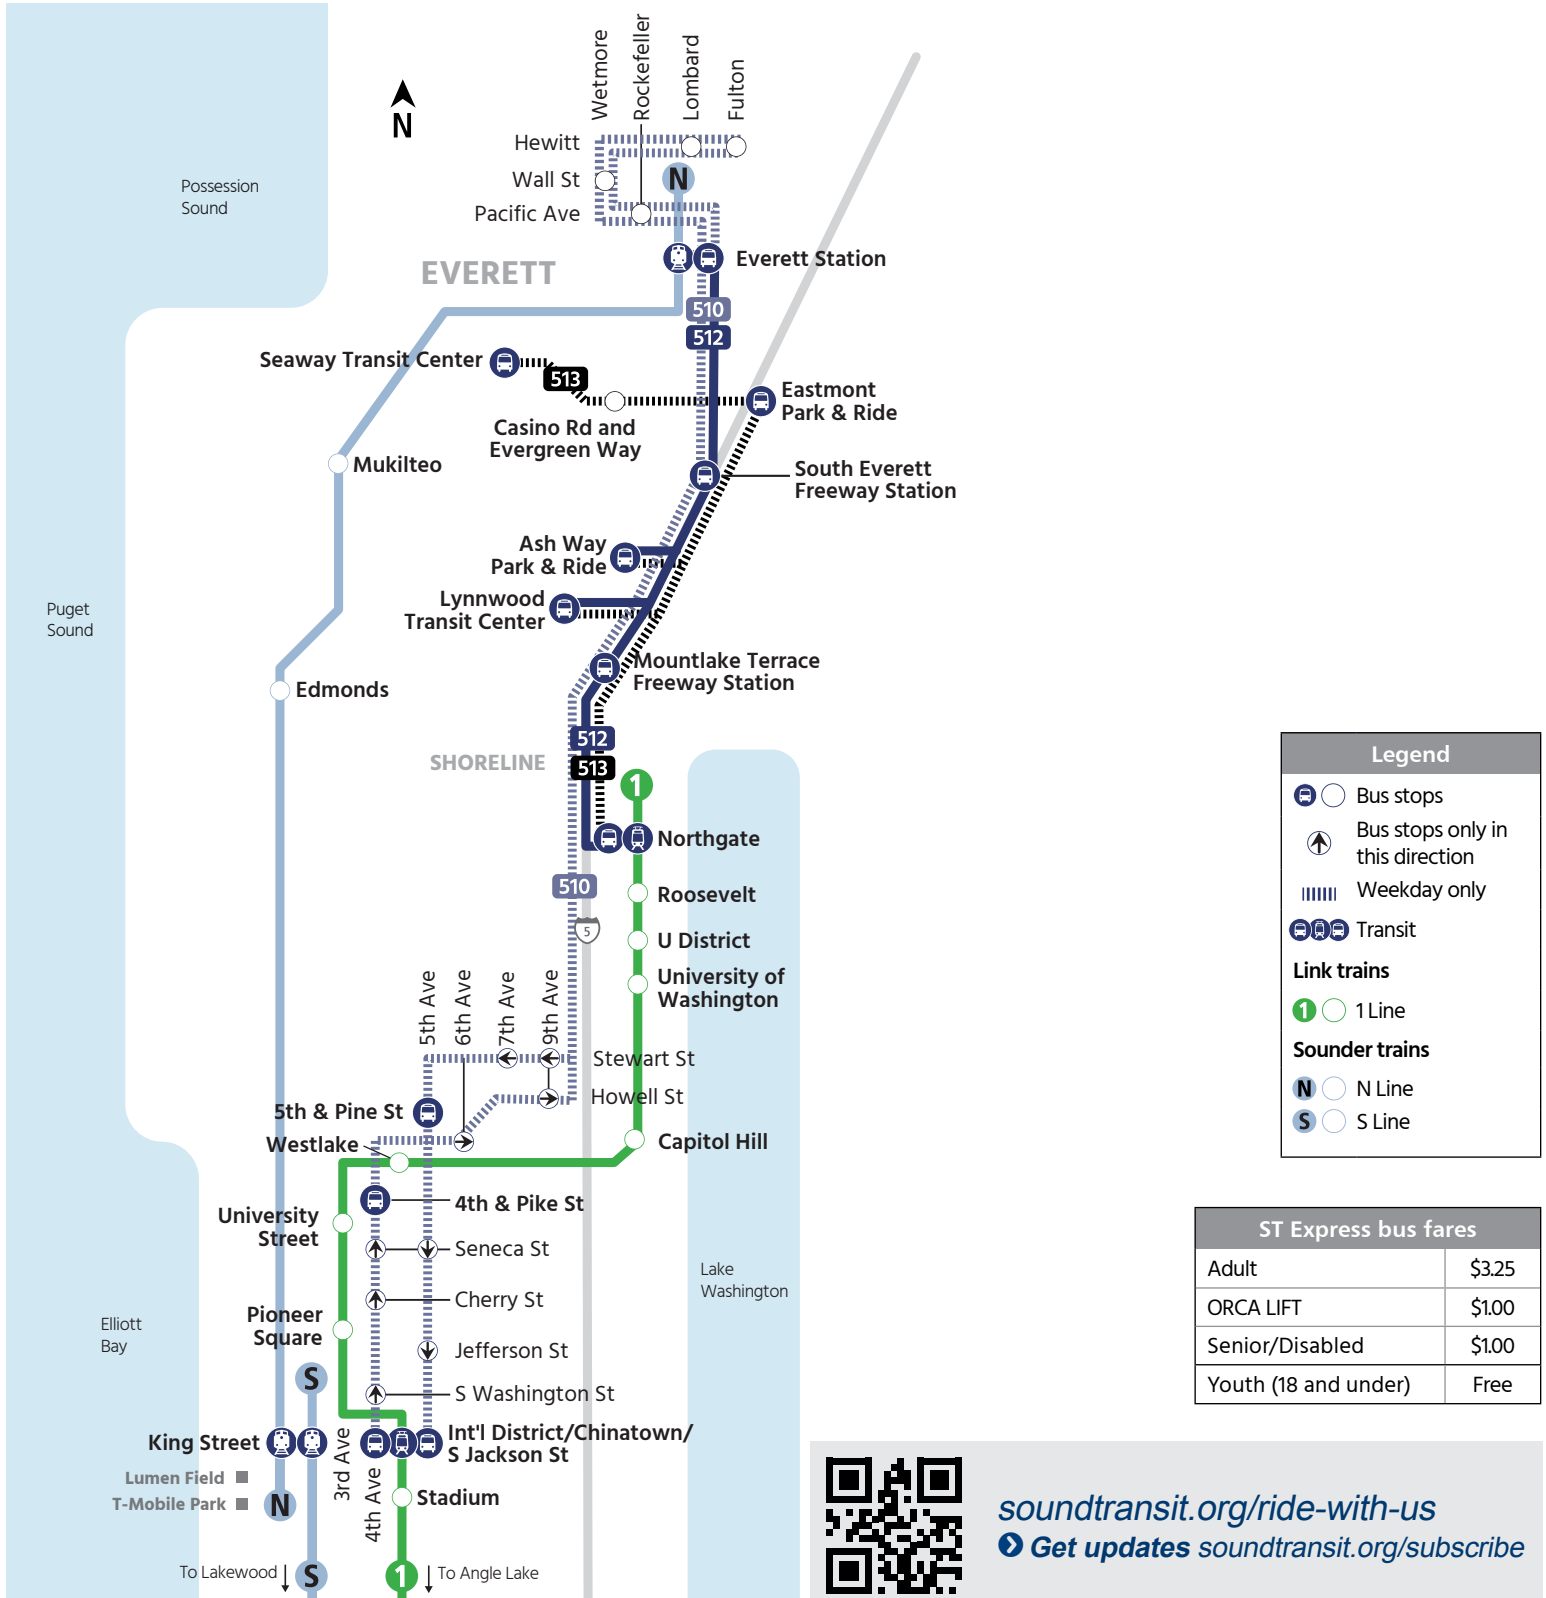 Wetmore
Rockefeller
Lombard
Fulton
N
Hewitt
Wall St
Pacific Ave
N
Possession
Sound
EVERETT
Everett Station
510
512
Seaway Transit Center
513
Eastmont
Park & Ride
Casino Rd and
Evergreen Way
Mukilteo
South Everett
Freeway Station
Ash Way
Park & Ride
Lynnwood
Transit Center
Puget
Sound
Mountlake Terrace
Freeway Station
Edmonds
512
SHORELINE
513
1
Northgate
510
Roosevelt
5
U District
University of
Washington
5th Ave
6th Ave
7th Ave
9th Ave
Stewart St
Howell St
5th & Pine St
Westlake
Capitol Hill
4th & Pike St
University
Street
Seneca St
Cherry St
Lake
Washington
Pioneer
Square
Elliott
Bay
Jefferson St
S
S Washington St
King Street
Int'l District/Chinatown/
S Jackson St
Lumen Field
T-Mobile Park
N
3rd Ave
4th Ave
Stadium
To Lakewood
S
1
To Angle Lake
Legend
Bus stops
Bus stops only in
this direction
Weekday only
Transit
Link trains
1 1 Line
Sounder trains
N N Line
S S Line
ST Express bus fares
Adult $3.25
ORCA LIFT $1.00
Senior/Disabled $1.00
Youth (18 and under) Free
soundtransit.org/ride-with-us
Get updates soundtransit.org/subscribe